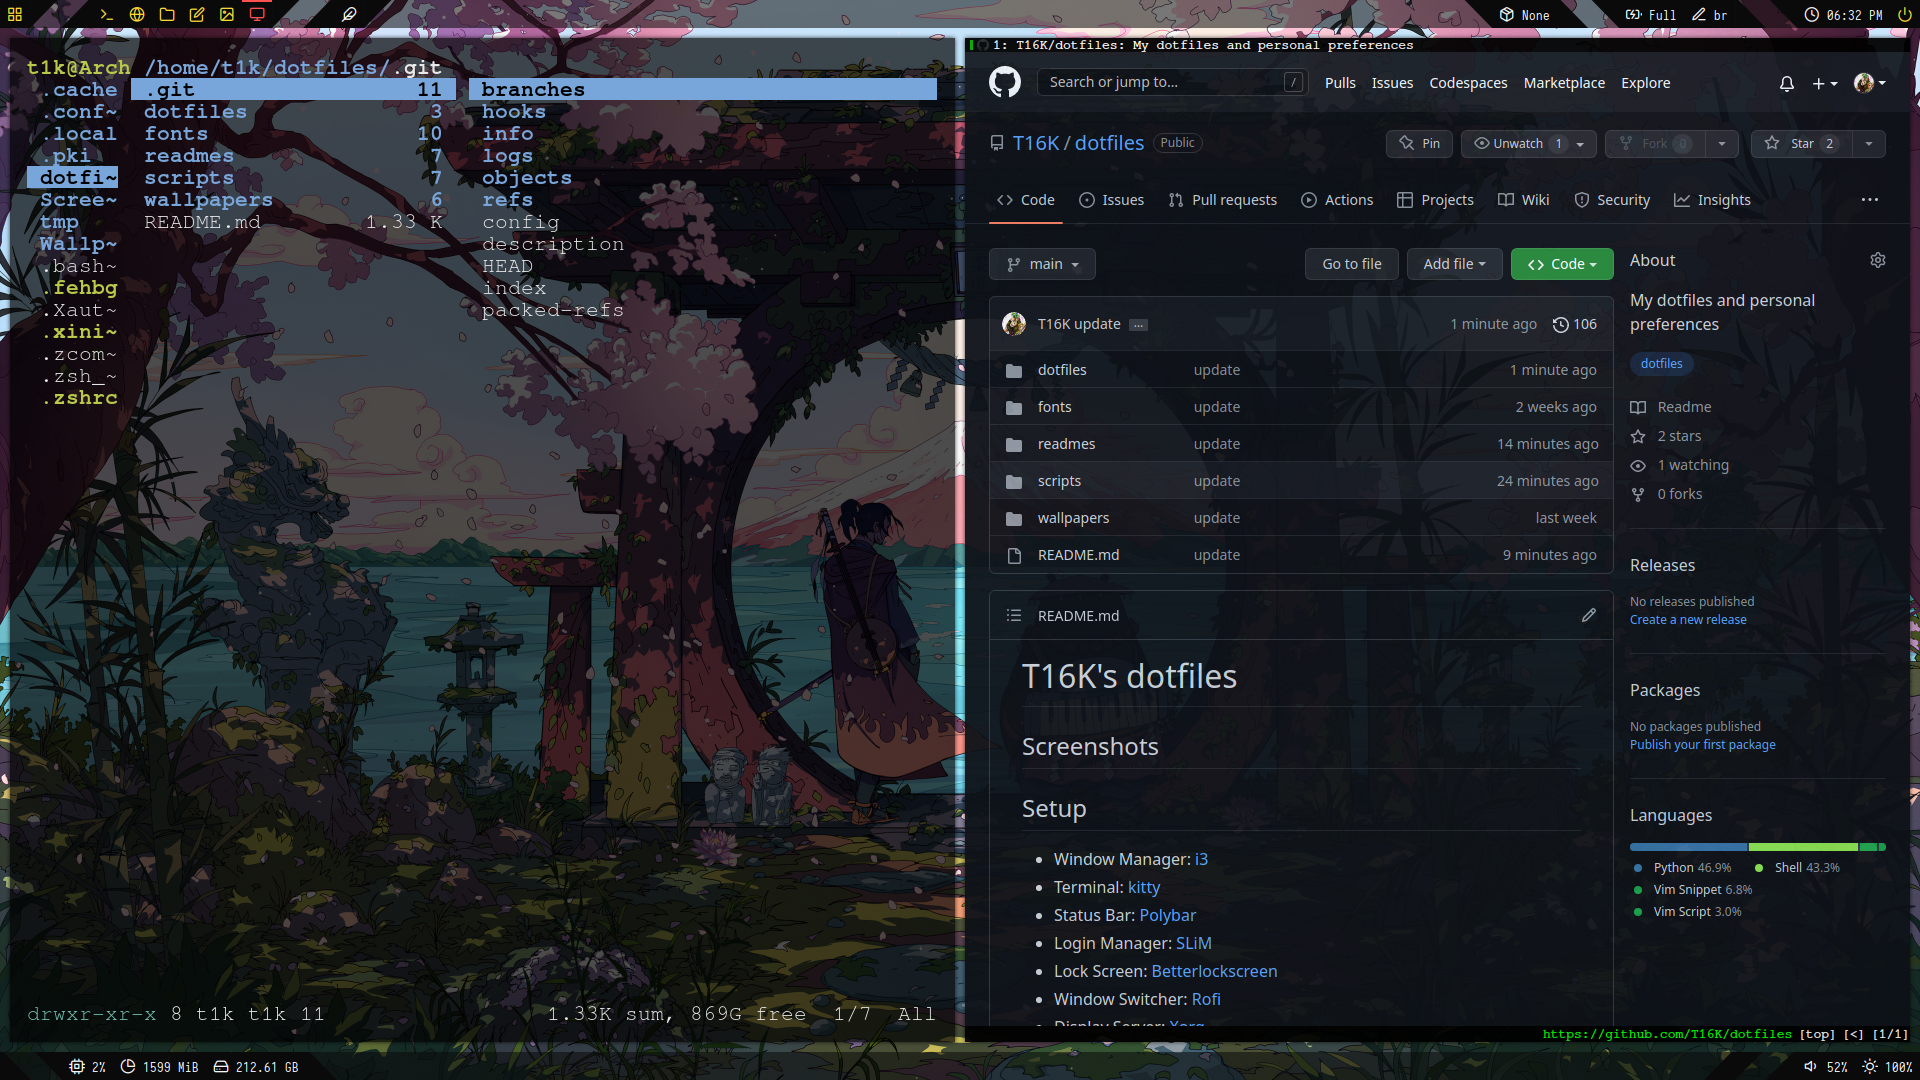 None
Full
br
06:32 PM
t1k@Arch /home/t1k/dotfiles/.git
.cache
.conf~
.local
.pki
dotfi~
Scree~
tmp
Wallp~
.bash~
.fehbg
.Xaut~
.xini~
.zcom~
.zsh_~
.zshrc
.git 11
dotfiles 3
fonts 10
readmes 7
scripts 7
wallpapers 6
README.md 1.33 K
branches
hooks
info
logs
objects
refs
config
description
HEAD
index
packed-refs
drwxr-xr-x 8 t1k t1k 11
1.33K sum, 869G free 1/7 All
1: T16K/dotfiles: My dotfiles and personal preferences
Search or jump to... /
Pulls Issues Codespaces Marketplace Explore
T16K / dotfiles Public
Pin
Unwatch 1
Fork 0
Star 2
Code Issues Pull requests Actions Projects Wiki Security Insights
main
Go to file
Add file
Code
T16K update ... 1 minute ago 106
dotfiles update 1 minute ago
fonts update 2 weeks ago
readmes update 14 minutes ago
scripts update 24 minutes ago
wallpapers update last week
README.md update 9 minutes ago
README.md
T16K's dotfiles
Screenshots
Setup
Window Manager: i3
Terminal: kitty
Status Bar: Polybar
Login Manager: SLiM
Lock Screen: Betterlockscreen
Window Switcher: Rofi
Display Server: Xorg
About
My dotfiles and personal
preferences
dotfiles
Readme
2 stars
1 watching
0 forks
Releases
No releases published
Create a new release
Packages
No packages published
Publish your first package
Languages
Python 46.9% Shell 43.3%
Vim Snippet 6.8%
Vim Script 3.0%
https://github.com/T16K/dotfiles [top] [<] [1/1]
2% 1599 MiB 212.61 GB
52% 100%